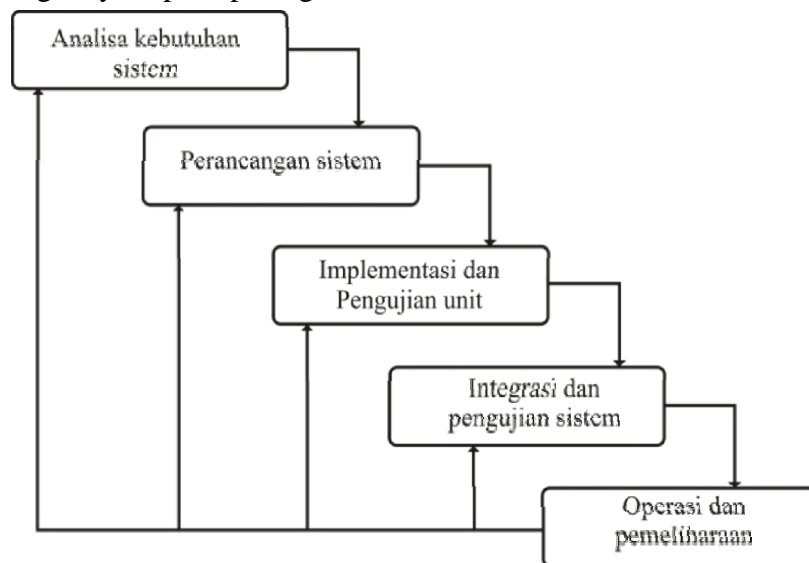 Analisa kebutuhan
sistem
Perancangan sistem
Implementasi dan
Pengujian unit
Integrasi dan
pengujian sistem
Operasi dan
pemeliharaan